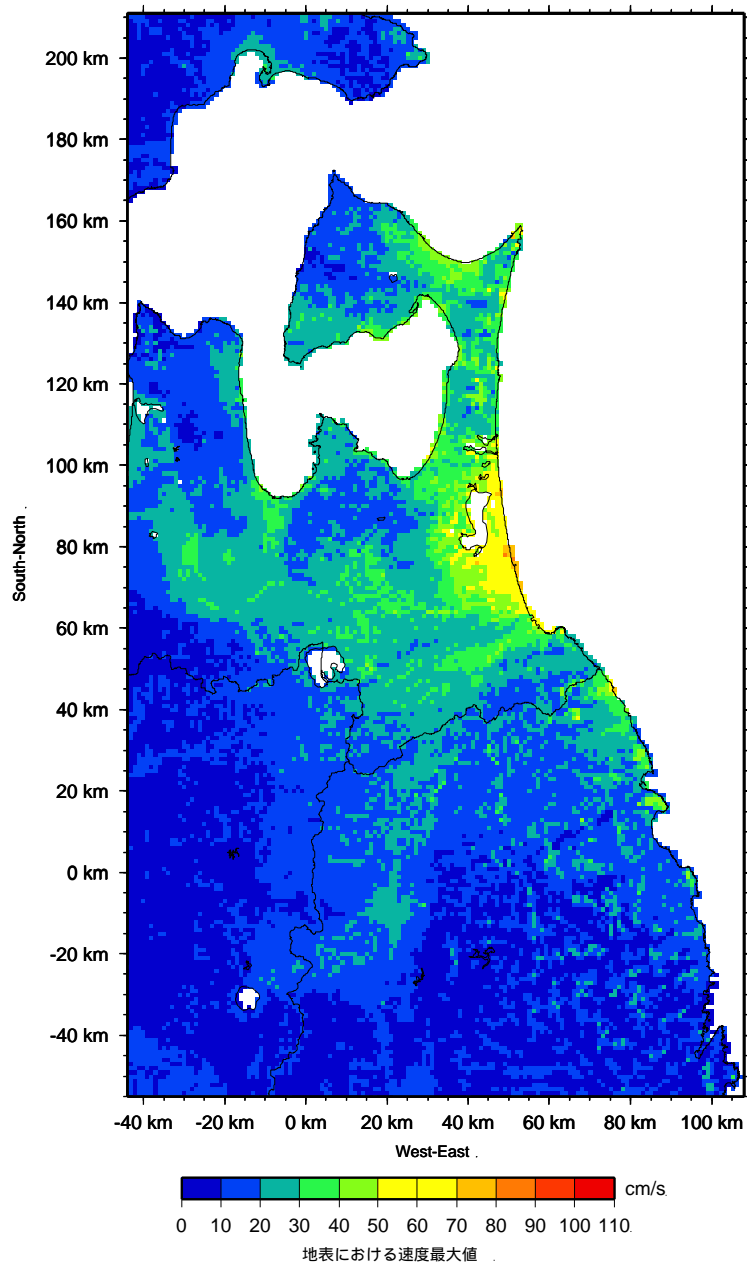 200 km
180 km
160 km
140 km
120 km
100 km
80 km
60 km
40 km
20 km
0 km
-20 km
-40 km
South-North .
-40 km -20 km 0 km 20 km 40 km 60 km 80 km 100 km
West-East .
cm/s.
0 10 20 30 40 50 60 70 80 90 100 110.
地表における速度最大値 .